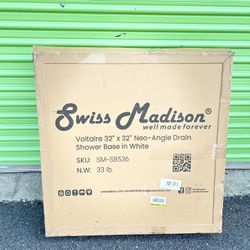 Swiss Madison®
well made forever
Voltaire 32" x 32" Neo-Angle Drain
Shower Base in White
SKU: SM-SB536
N.W: 33 lb.